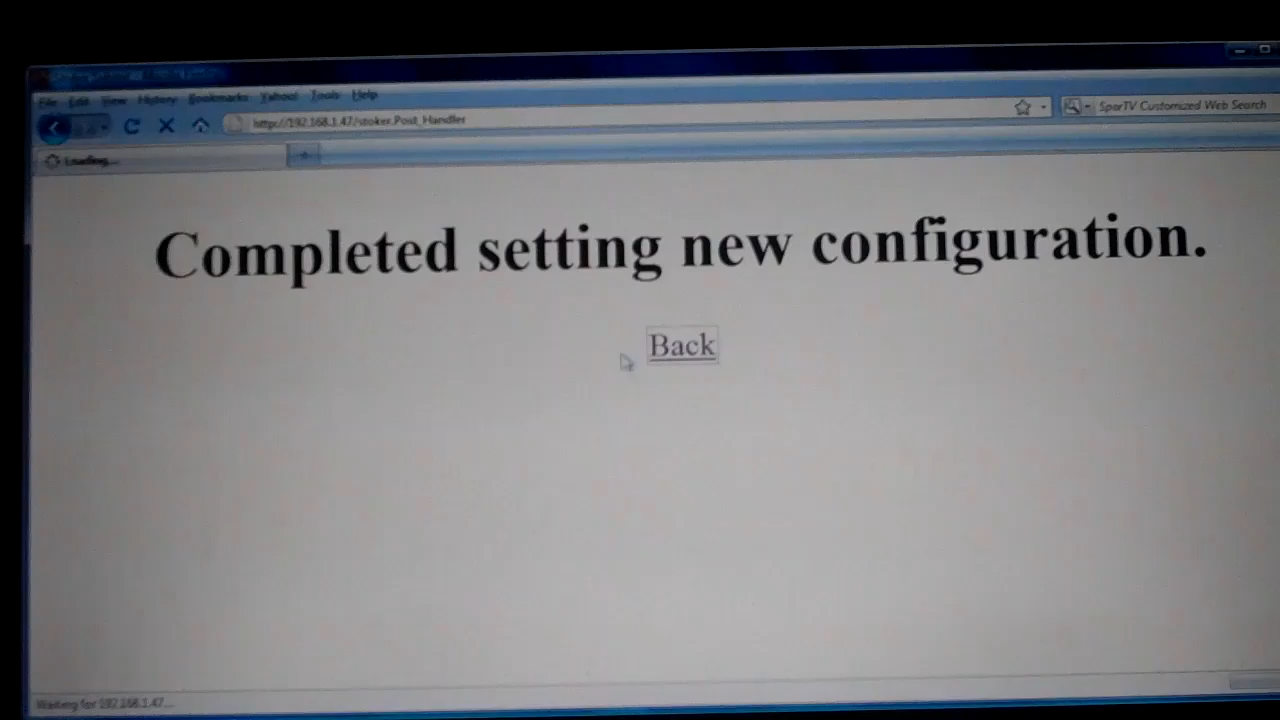 File Edit View History Bookmarks Yahoo! Tools Help
http://192.168.1.47/stoker.Post_Handler
SparTV Customized Web Search
Loading...
Completed setting new configuration.
Back
Waiting for 192.168.1.47...